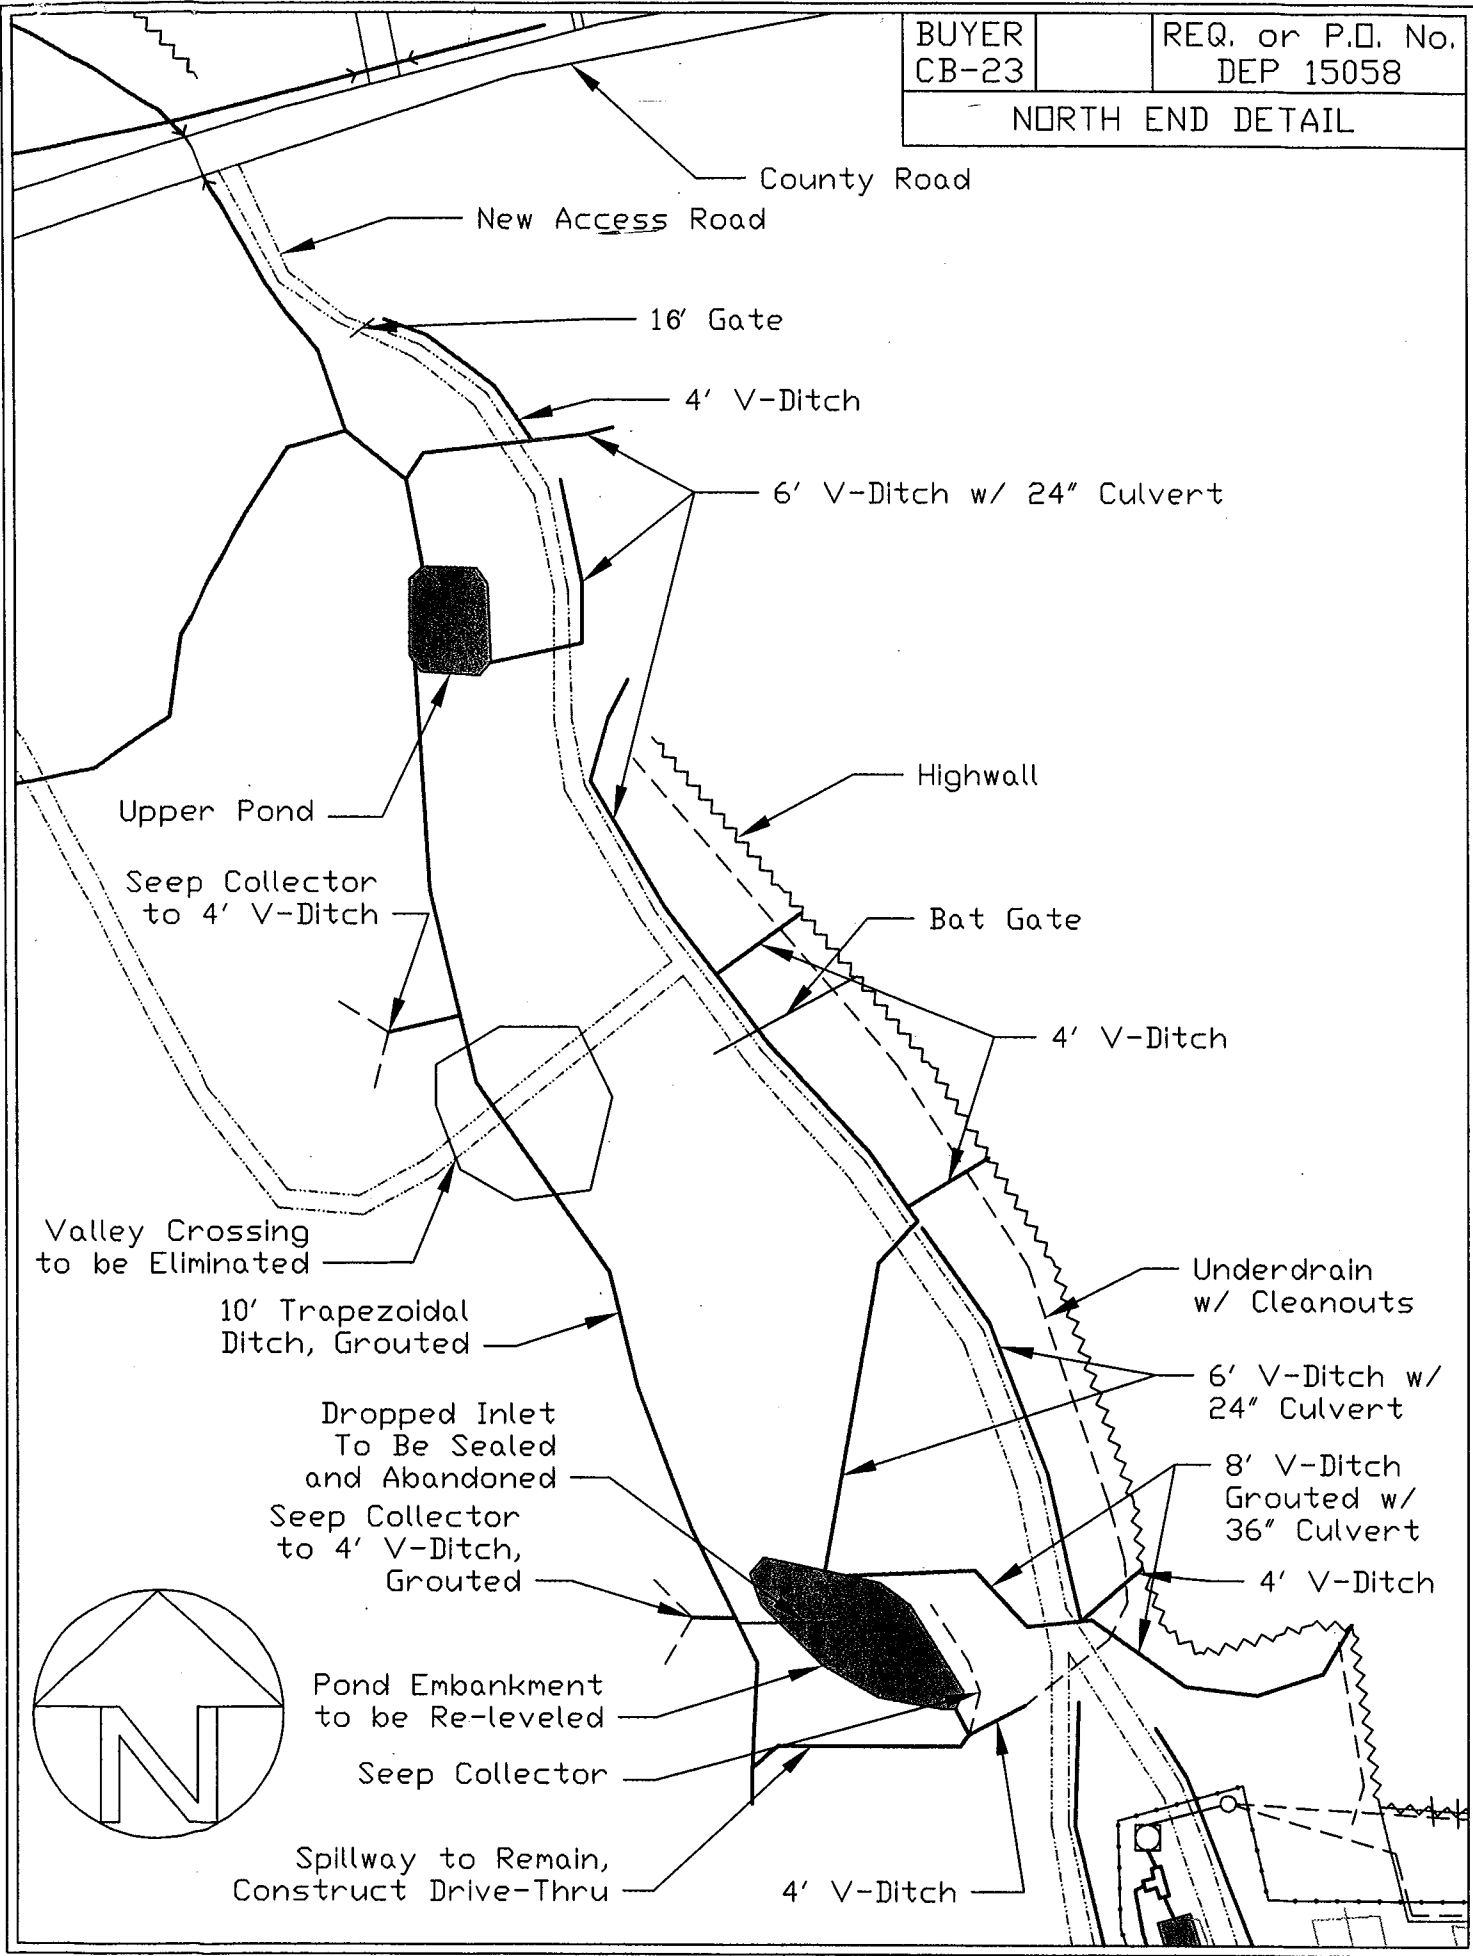 BUYER
CB-23
REQ. or P.O. No.
DEP 15058
NORTH END DETAIL
County Road
New Access Road
16' Gate
4' V-Ditch
6' V-Ditch w/ 24" Culvert
Highwall
Upper Pond
Seep Collector
to 4' V-Ditch
Bat Gate
4' V-Ditch
Valley Crossing
to be Eliminated
Underdrain
w/ Cleanouts
10' Trapezoidal
Ditch, Grouted
6' V-Ditch w/
24" Culvert
Dropped Inlet
To Be Sealed
and Abandoned
8' V-Ditch
Grouted w/
36" Culvert
Seep Collector
to 4' V-Ditch,
Grouted
4' V-Ditch
Pond Embankment
to be Re-leveled
Seep Collector
Spillway to Remain,
Construct Drive-Thru
4' V-Ditch
N